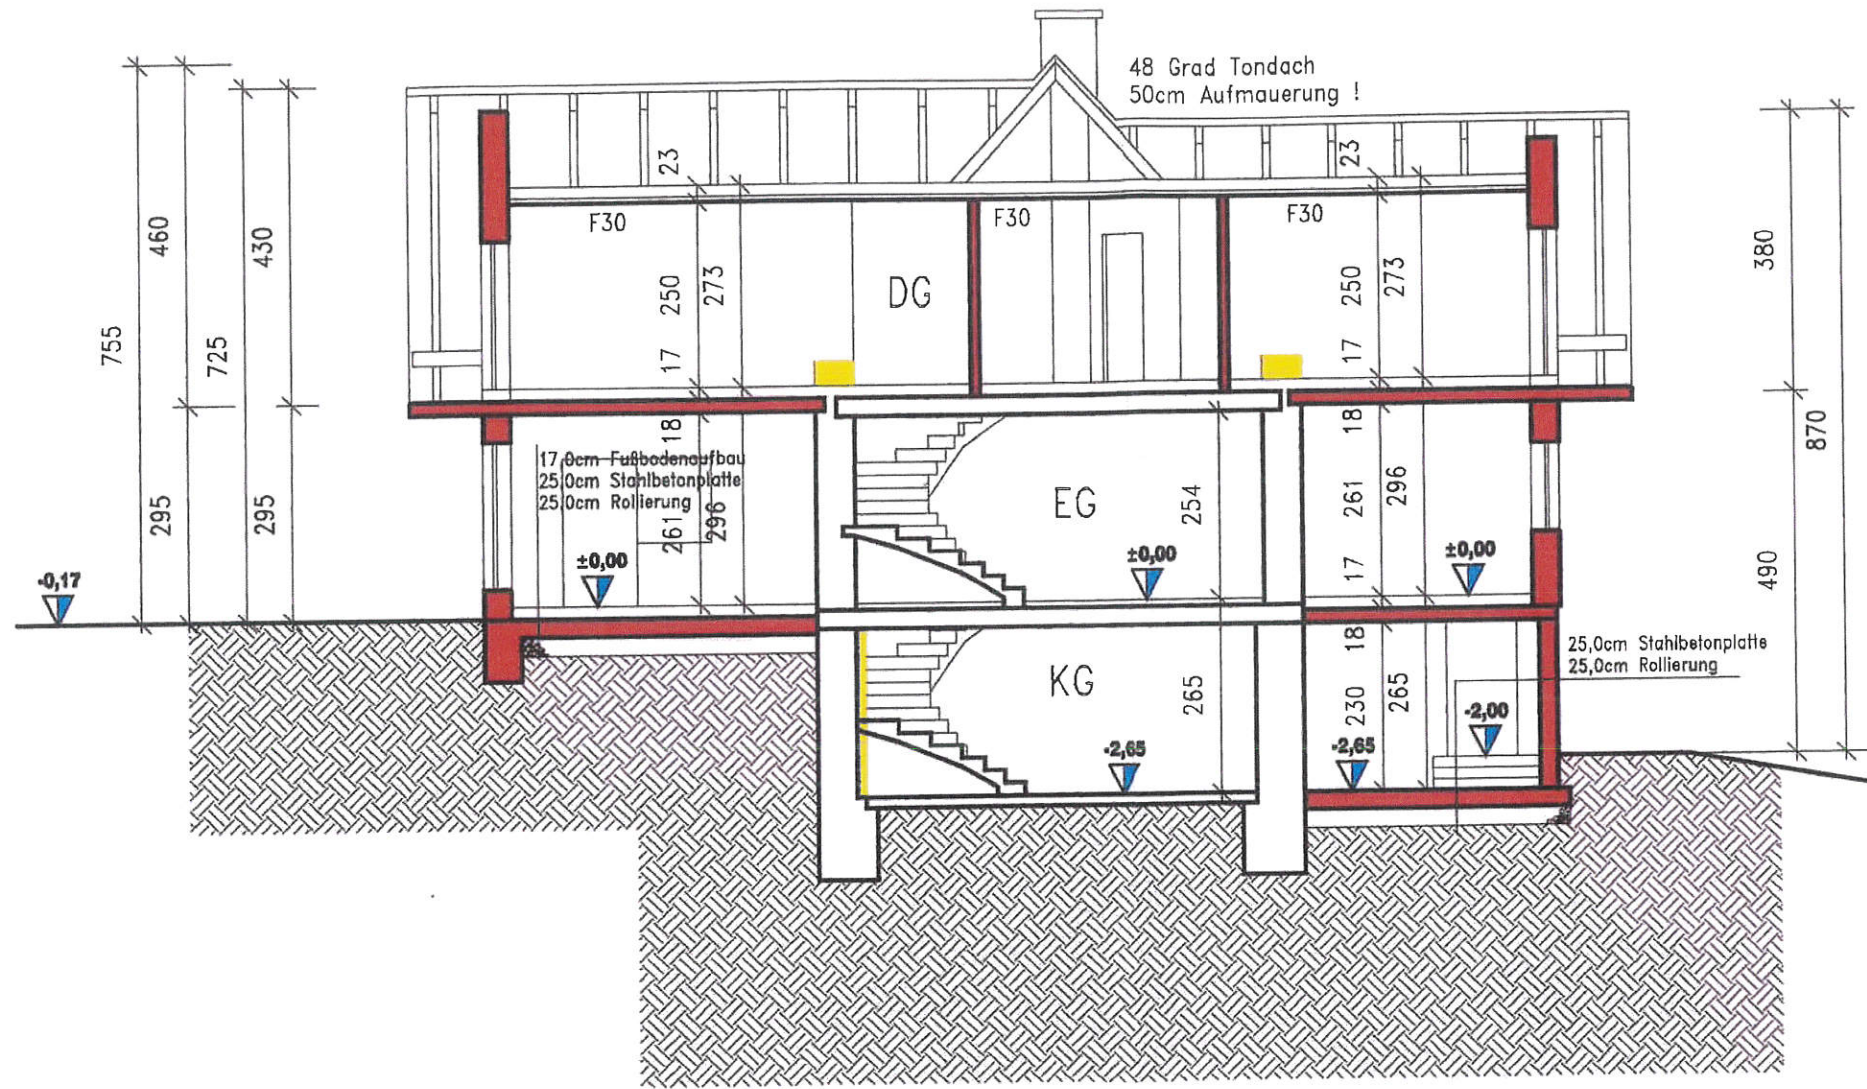 48 Grad Tondach
50cm Aufmauerung !
23
23
F30
F30
F30
460
430
380
755
725
250
273
DG
250
273
17
17
18
18
870
17,0cm Fußbodenaufbau
25,0cm Stahlbetonplatte
25,0cm Rollierung
295
295
261
296
EG
254
261
296
490
±0,00
±0,00
±0,00
17
-0,17
18
25,0cm Stahlbetonplatte
25,0cm Rollierung
KG
265
230
265
-2,00
-2,65
-2,65